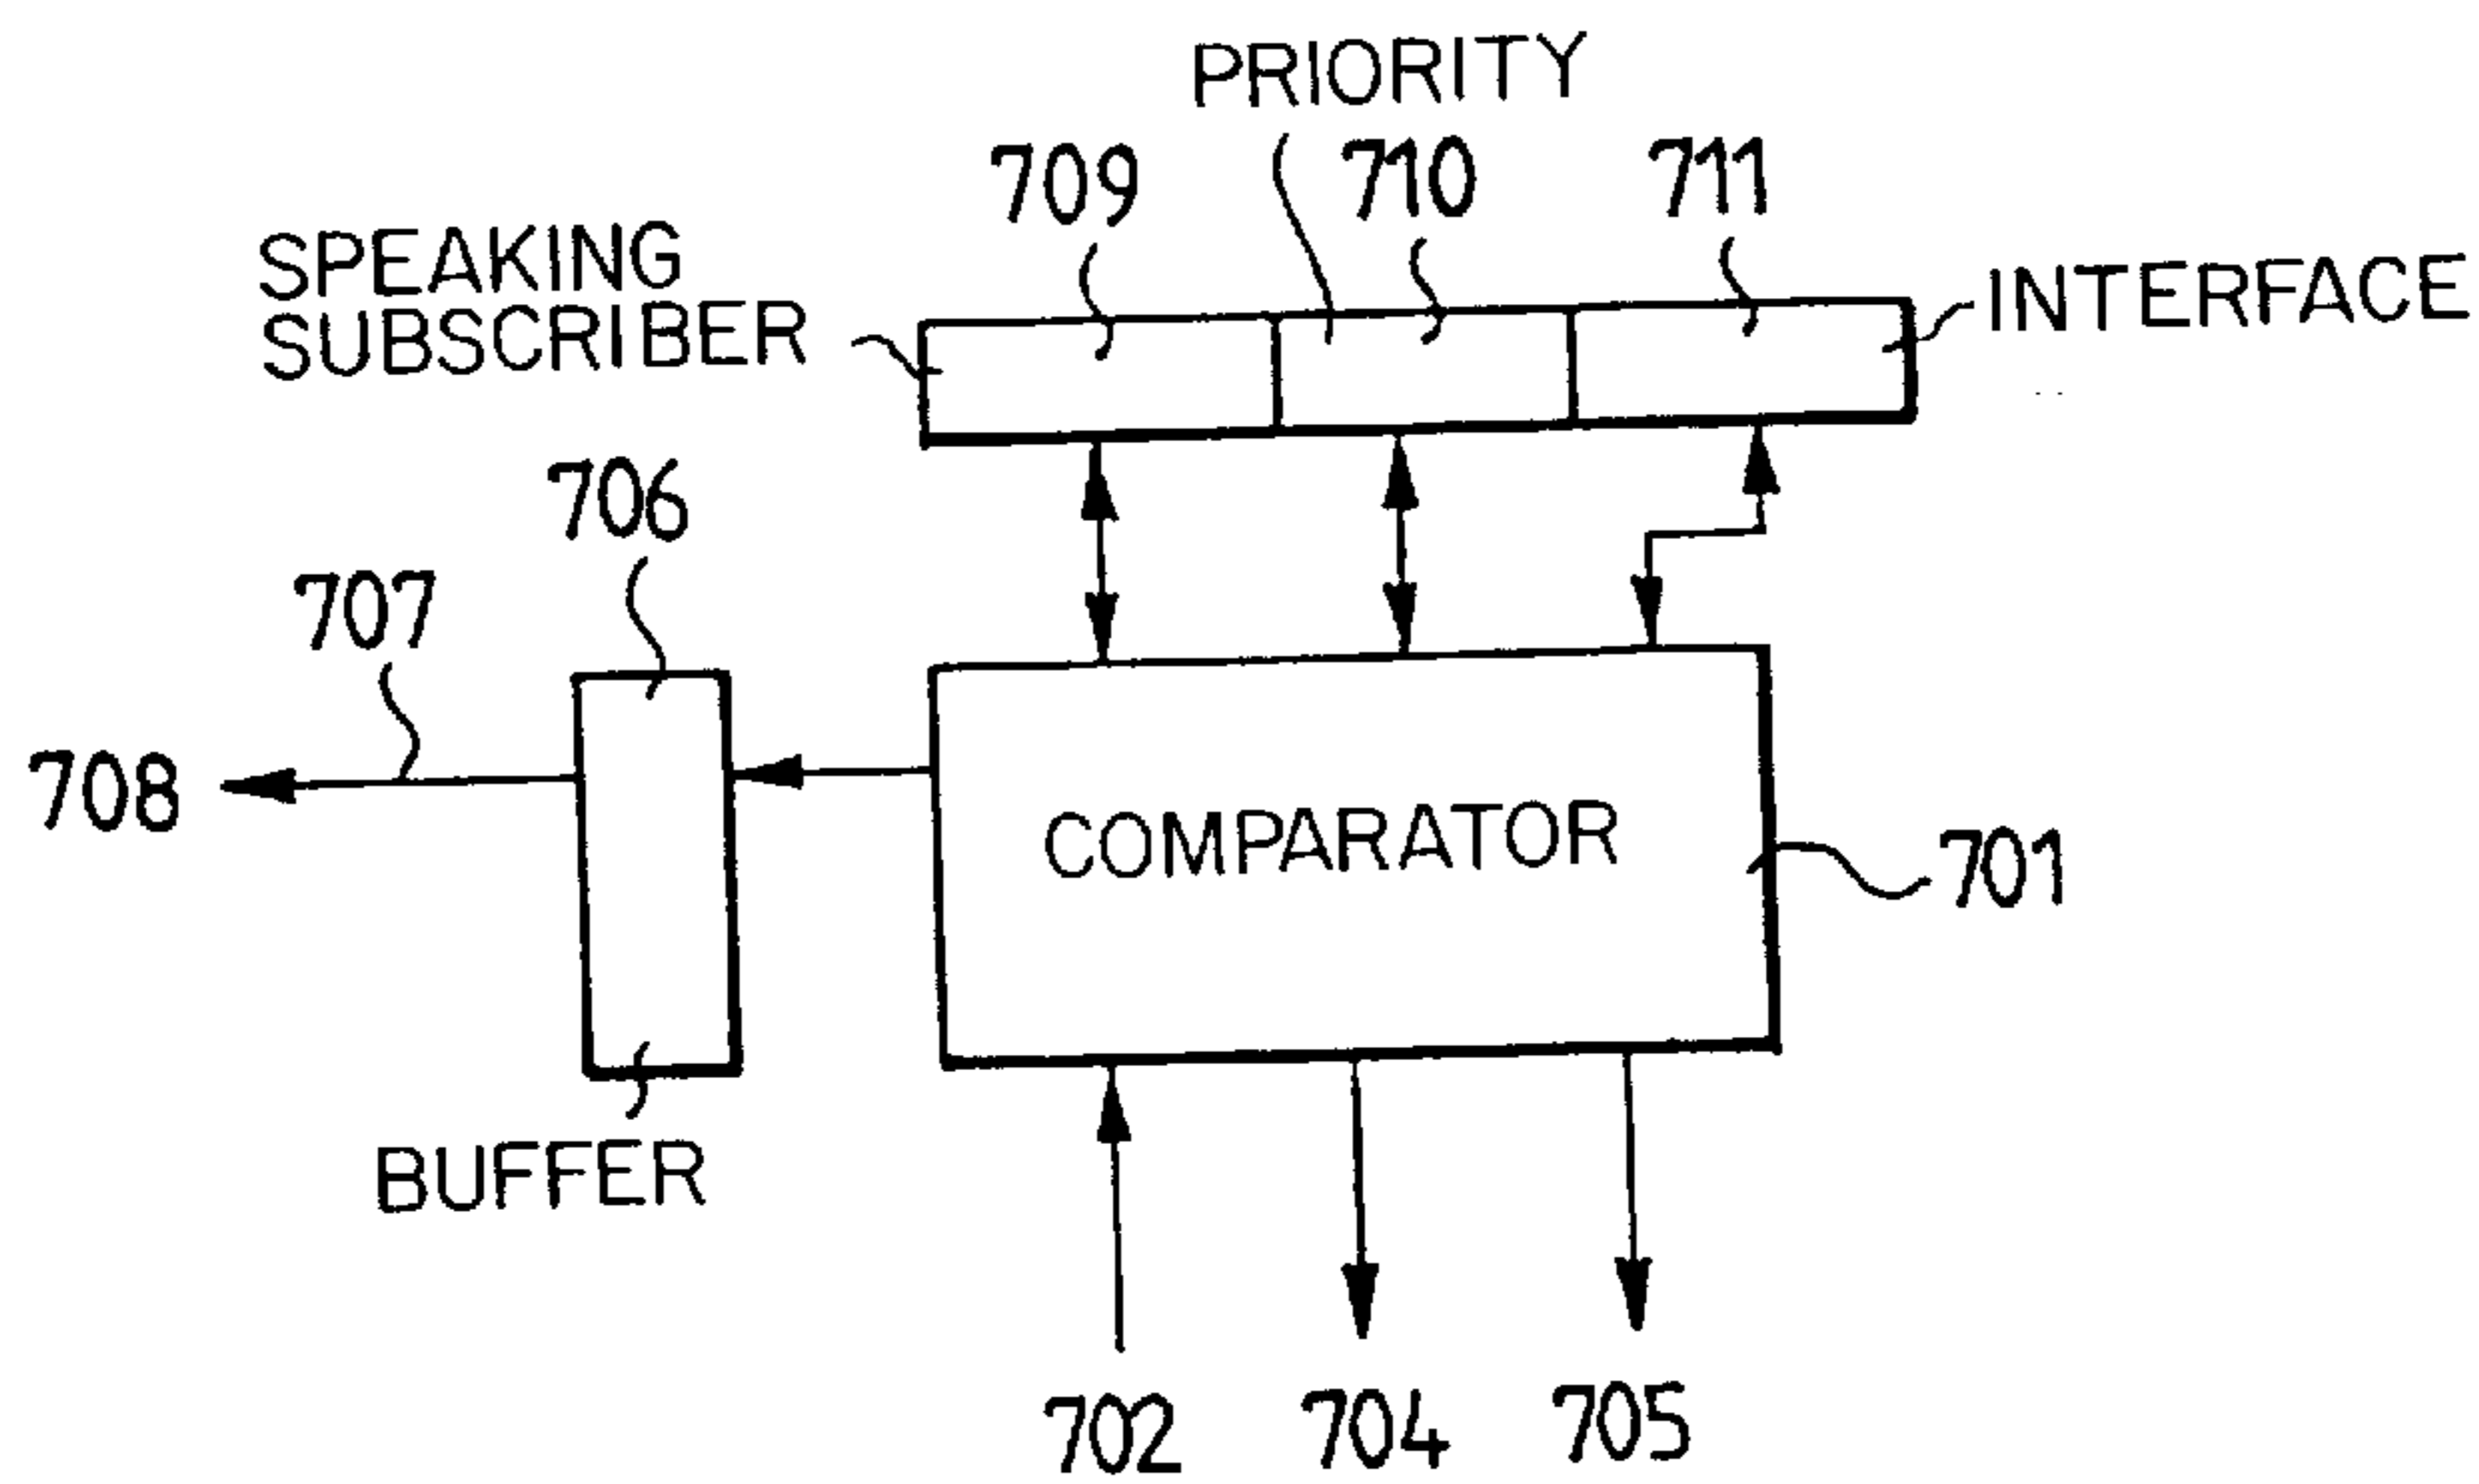 PRIORITY
709
710
711
SPEAKING
SUBSCRIBER
INTERFACE
706
707
708
COMPARATOR
701
BUFFER
702
704
705